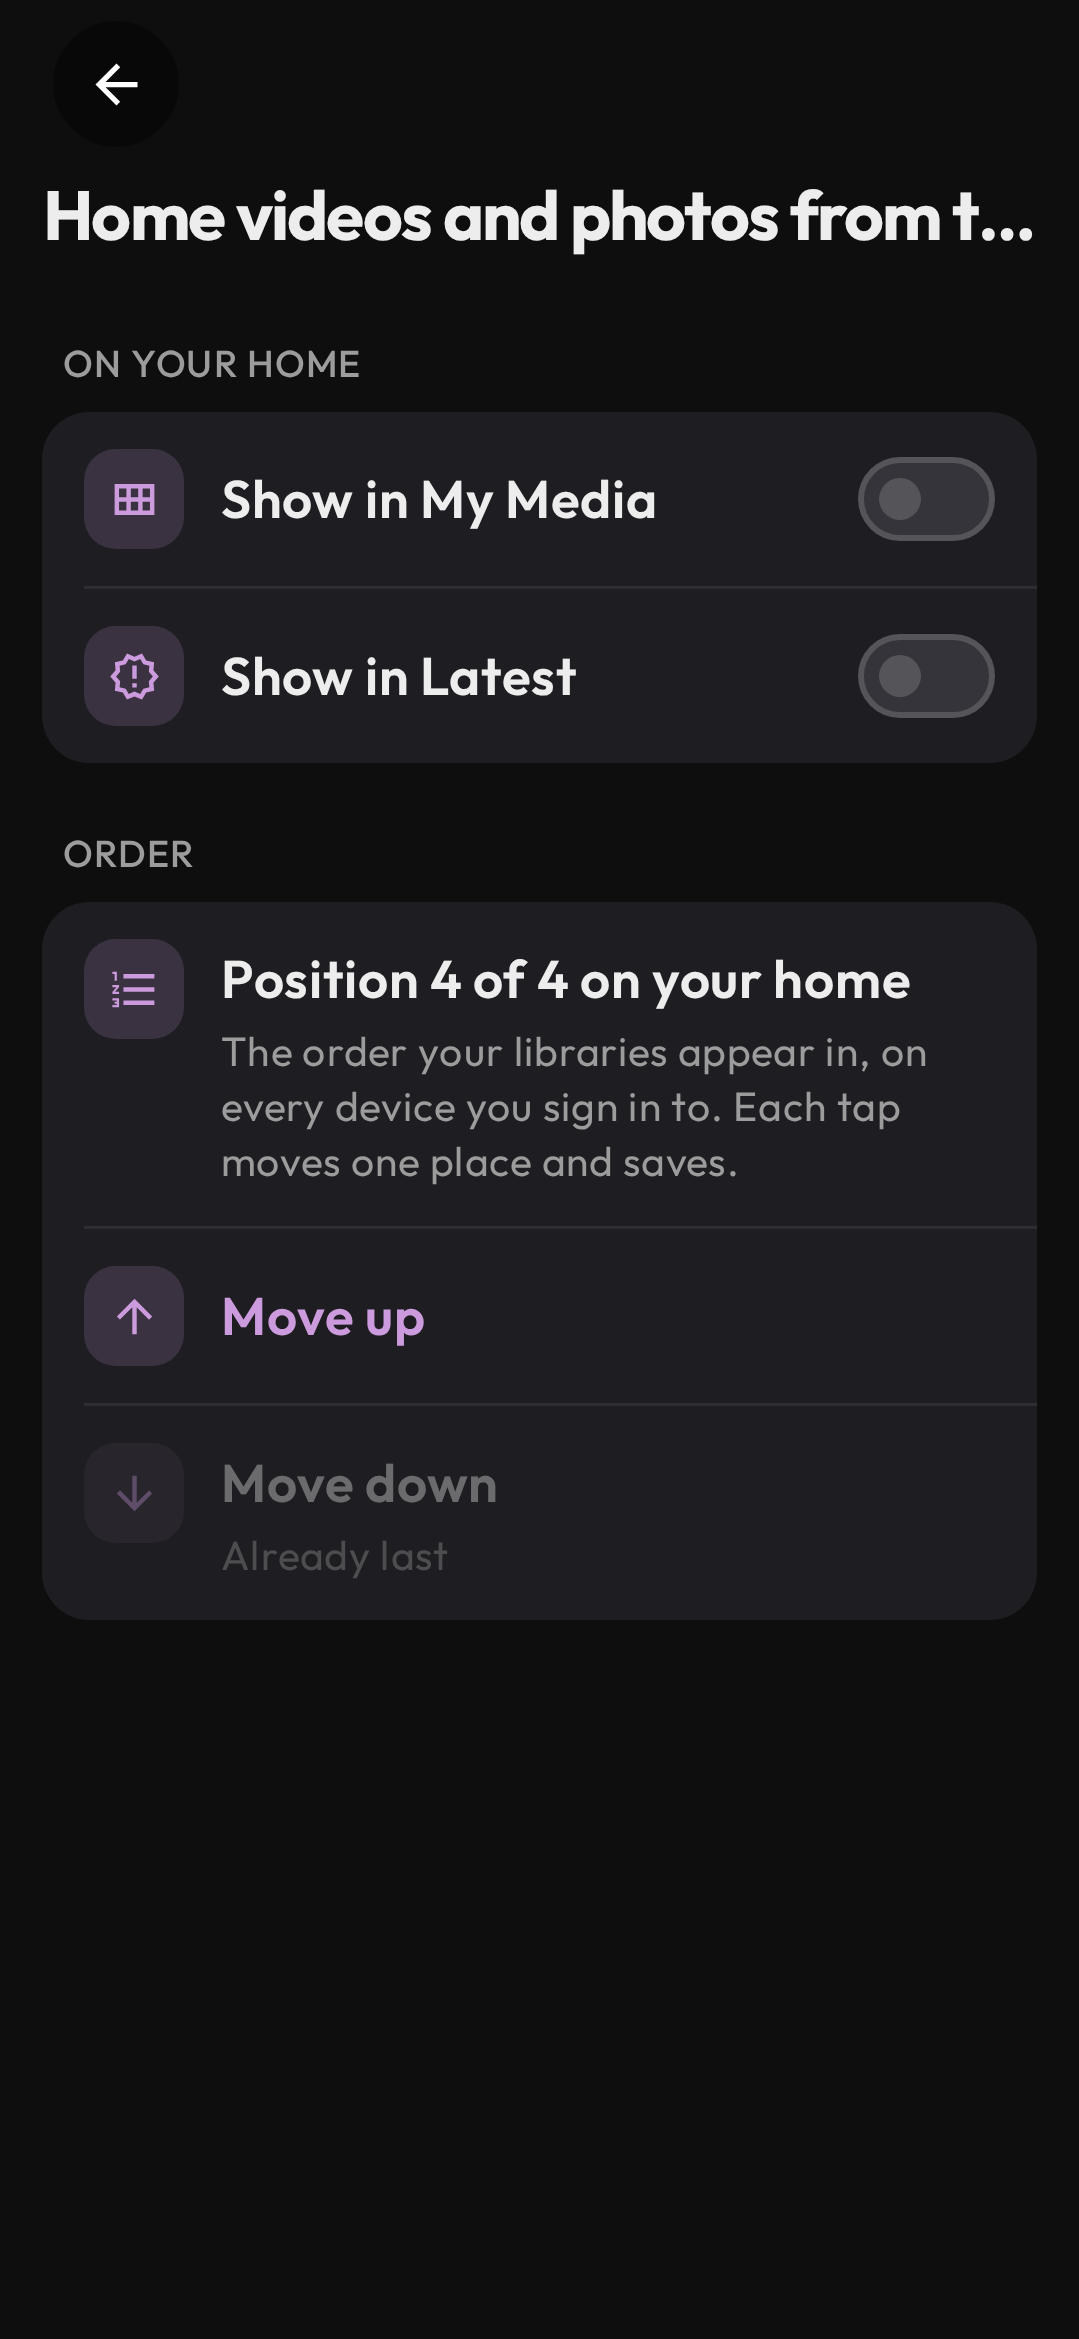 Home videos and photos from t...
ON YOUR HOME
Show in My Media
Show in Latest
ORDER
Position 4 of 4 on your home
The order your libraries appear in, on
every device you sign in to. Each tap
moves one place and saves.
Move up
Move down
Already last